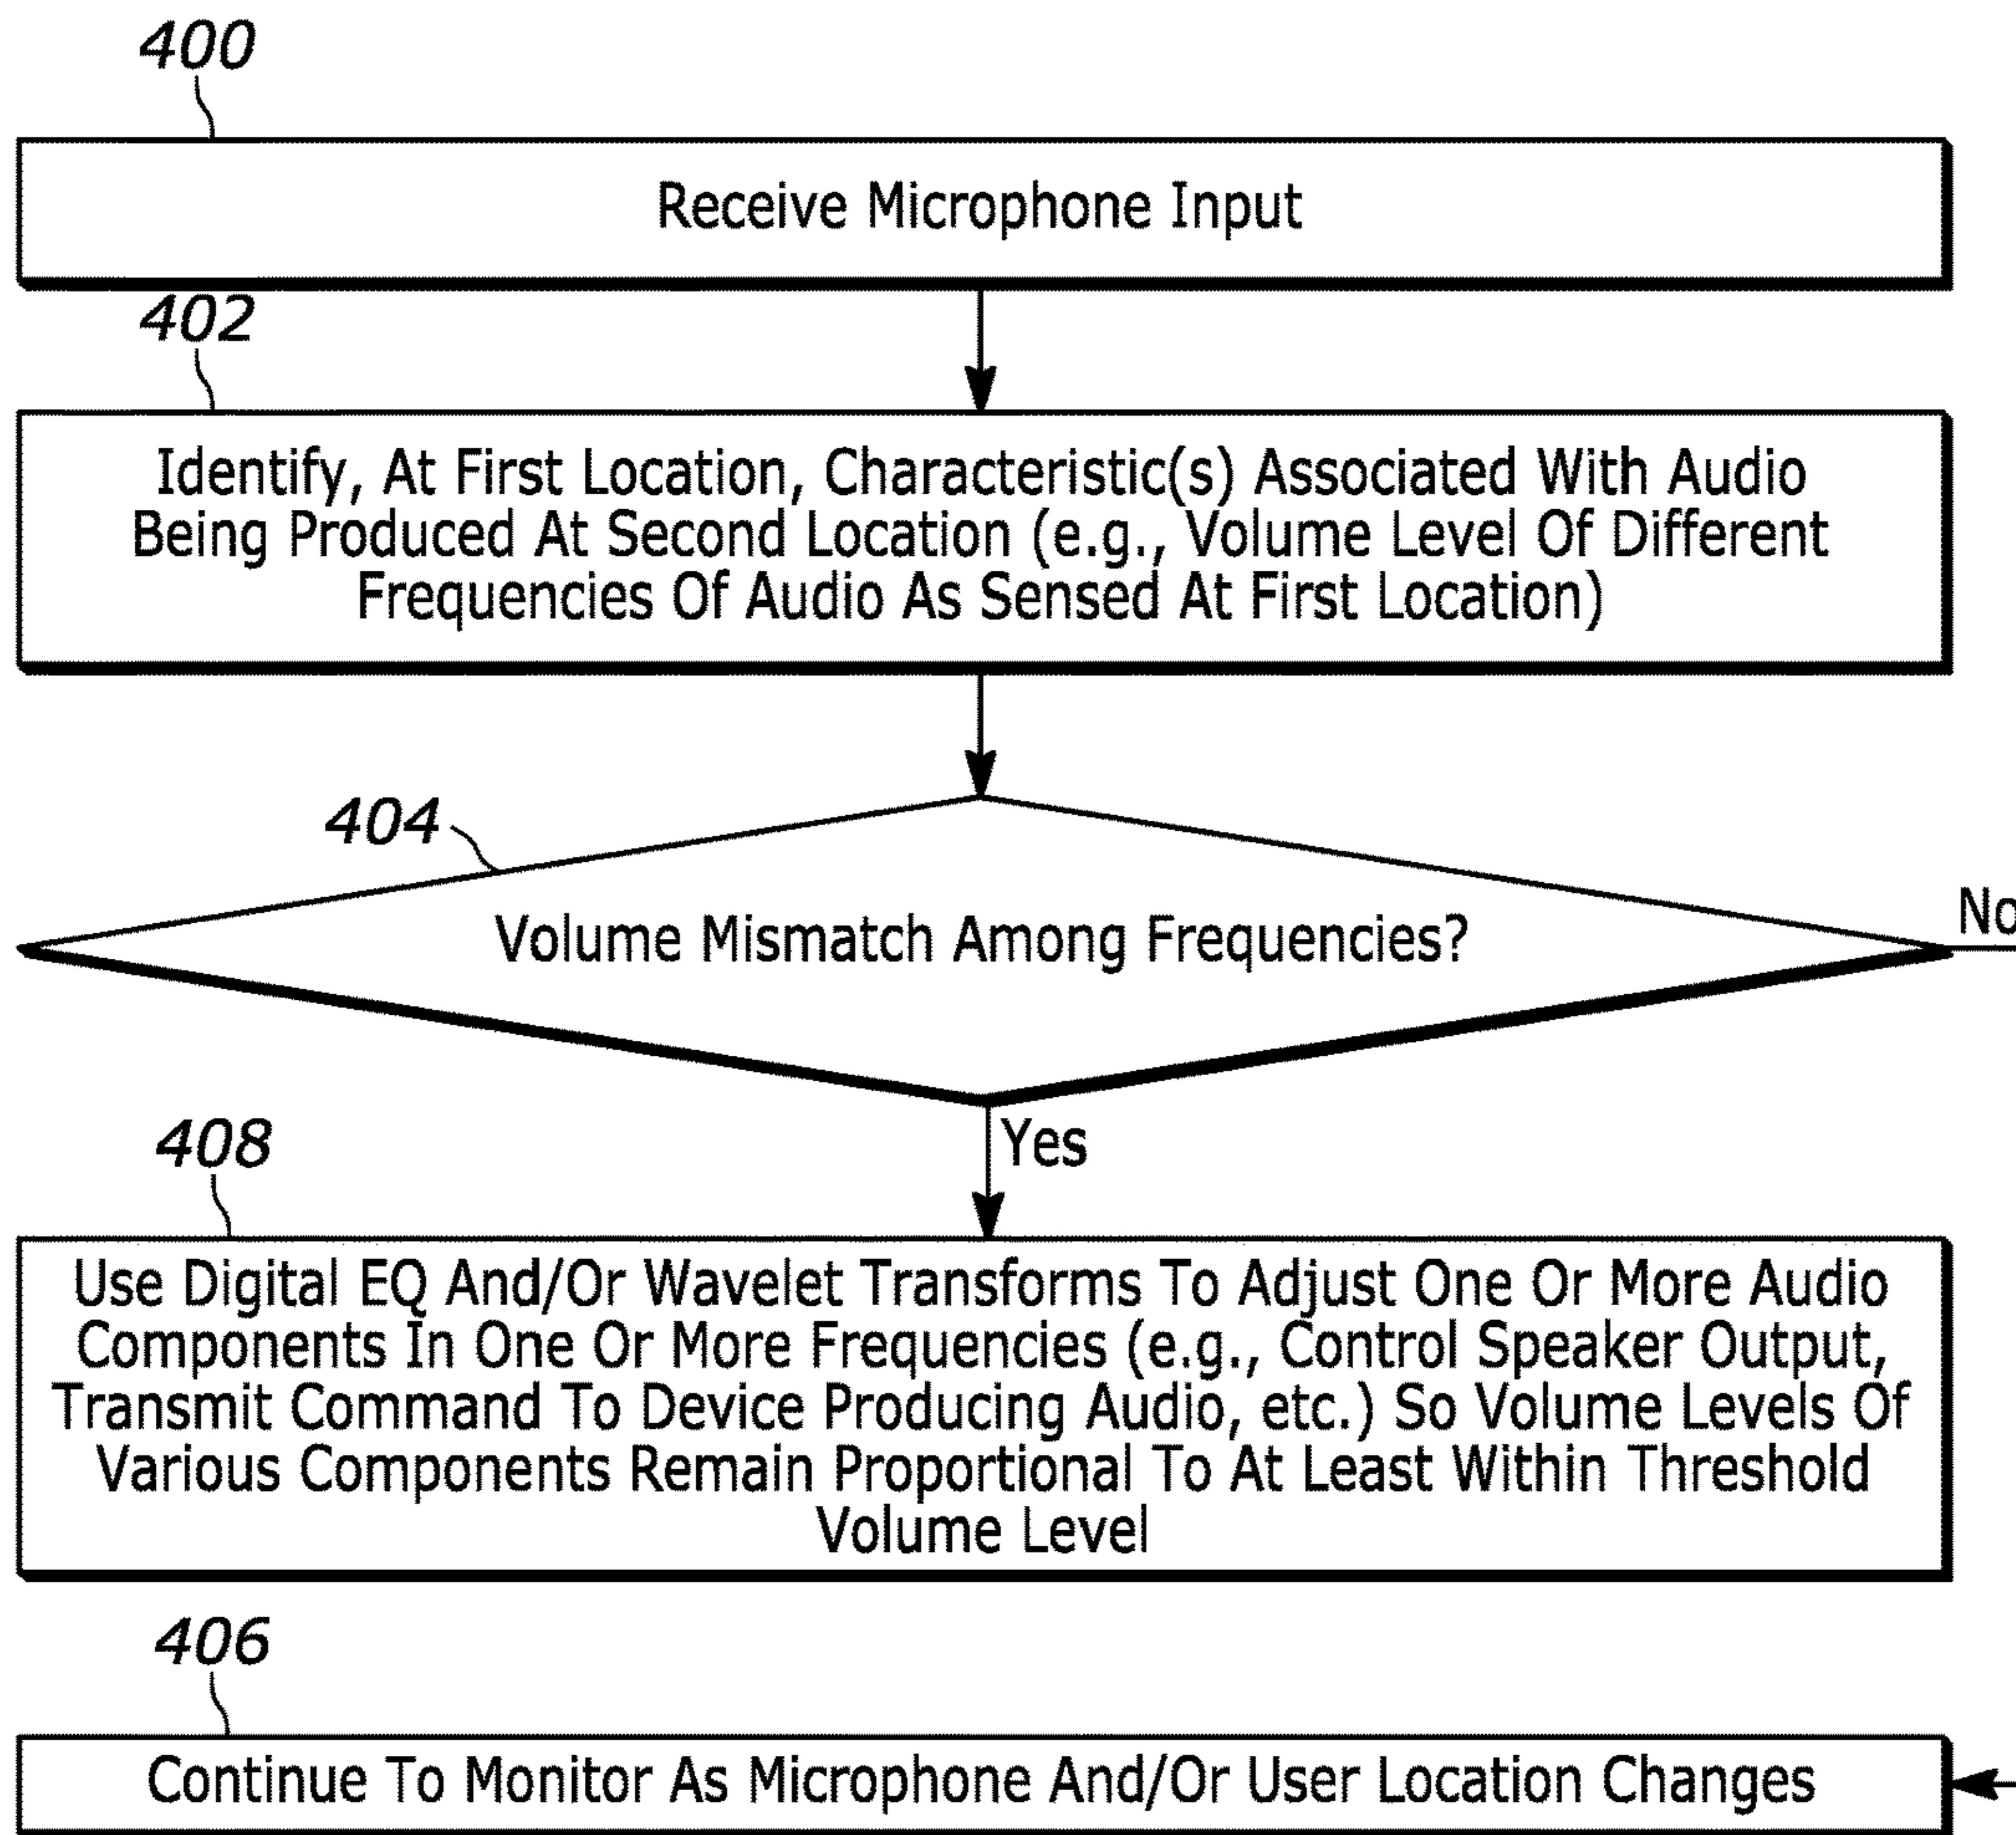 400
Receive Microphone Input
402
Identify, At First Location, Characteristic(s) Associated With Audio
Being Produced At Second Location (e.g., Volume Level Of Different
Frequencies Of Audio As Sensed At First Location)
404
Volume Mismatch Among Frequencies?
No
Yes
408
Use Digital EQ And/Or Wavelet Transforms To Adjust One Or More Audio
Components In One Or More Frequencies (e.g., Control Speaker Output,
Transmit Command To Device Producing Audio, etc.) So Volume Levels Of
Various Components Remain Proportional To At Least Within Threshold
Volume Level
406
Continue To Monitor As Microphone And/Or User Location Changes